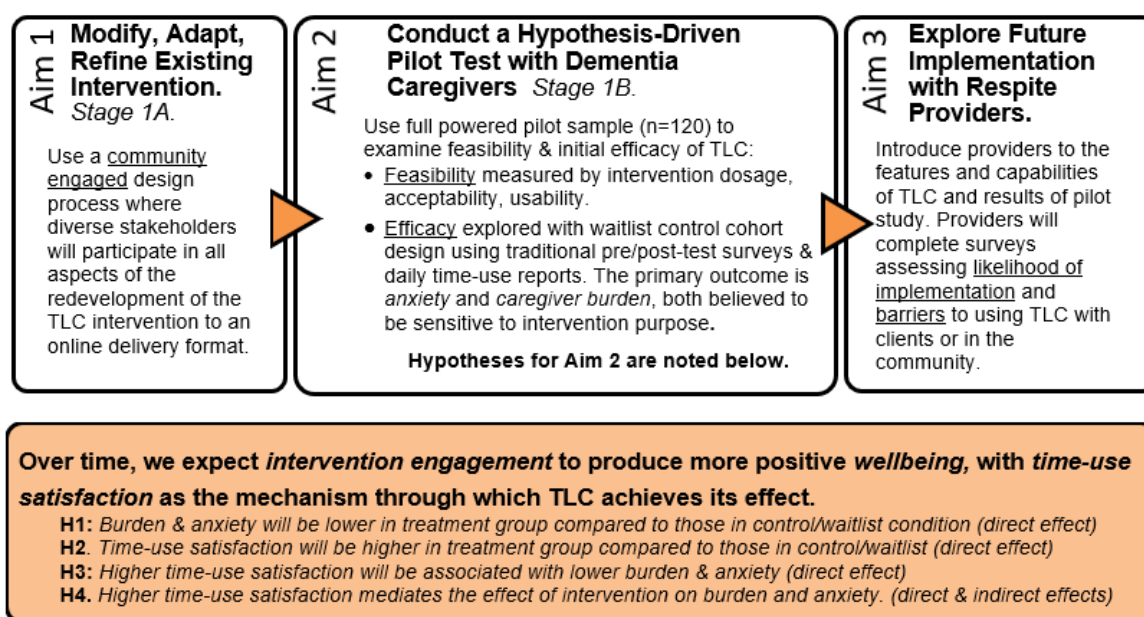 Aim 1
Modify, Adapt,
Refine Existing
Intervention.
Stage 1A.
Use a community
engaged design
process where
diverse stakeholders
will participate in all
aspects of the
redevelopment of the
TLC intervention to an
online delivery format.
Aim 2
Conduct a Hypothesis-Driven
Pilot Test with Dementia
Caregivers Stage 1B.
Use full powered pilot sample (n=120) to
examine feasibility & initial efficacy of TLC:
• Feasibility measured by intervention dosage,
acceptability, usability.
• Efficacy explored with waitlist control cohort
design using traditional pre/post-test surveys &
daily time-use reports. The primary outcome is
anxiety and caregiver burden, both believed to
be sensitive to intervention purpose.
Hypotheses for Aim 2 are noted below.
Aim 3
Explore Future
Implementation
with Respite
Providers.
Introduce providers to the
features and capabilities
of TLC and results of pilot
study. Providers will
complete surveys
assessing likelihood of
implementation and
barriers to using TLC with
clients or in the
community.
Over time, we expect intervention engagement to produce more positive wellbeing, with time-use
satisfaction as the mechanism through which TLC achieves its effect.
H1: Burden & anxiety will be lower in treatment group compared to those in control/waitlist condition (direct effect)
H2. Time-use satisfaction will be higher in treatment group compared to those in control/waitlist (direct effect)
H3: Higher time-use satisfaction will be associated with lower burden & anxiety (direct effect)
H4. Higher time-use satisfaction mediates the effect of intervention on burden and anxiety. (direct & indirect effects)